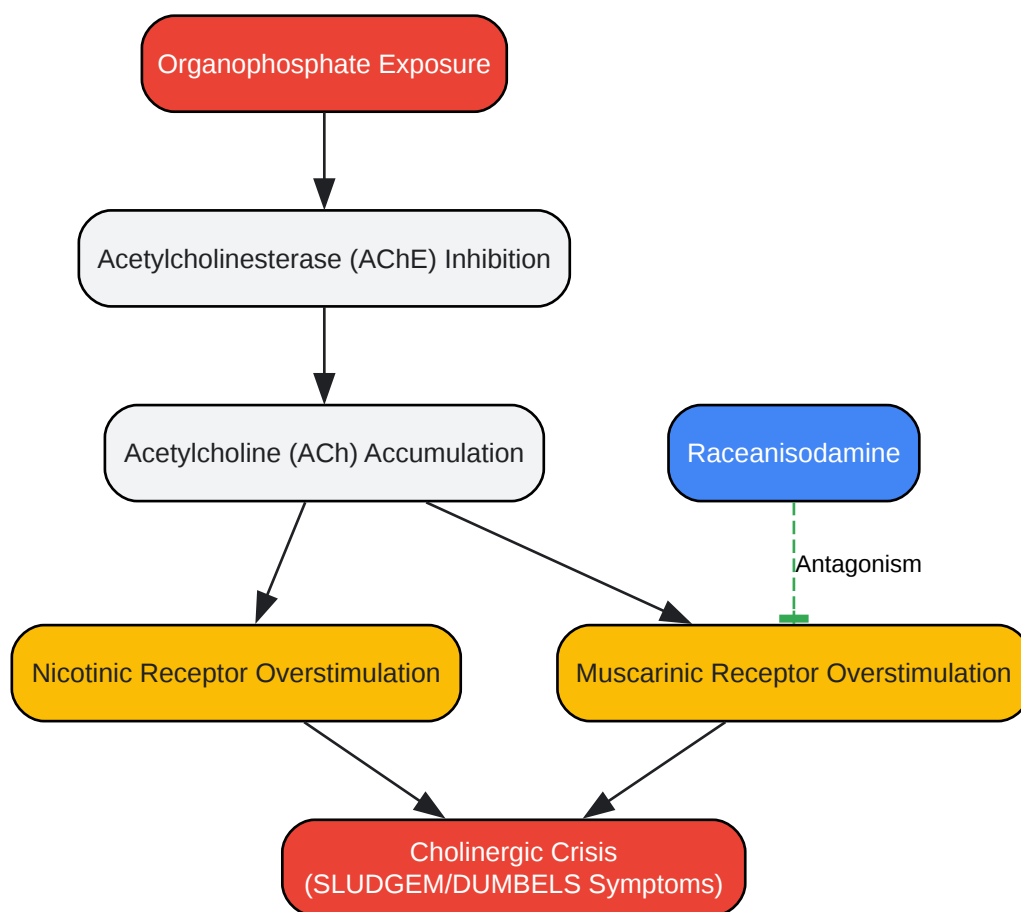 Organophosphate Exposure
Acetylcholinesterase (AChE) Inhibition
Acetylcholine (ACh) Accumulation
Raceanisodamine
Antagonism
Nicotinic Receptor Overstimulation
Muscarinic Receptor Overstimulation
Cholinergic Crisis
(SLUDGEM/DUMBELS Symptoms)